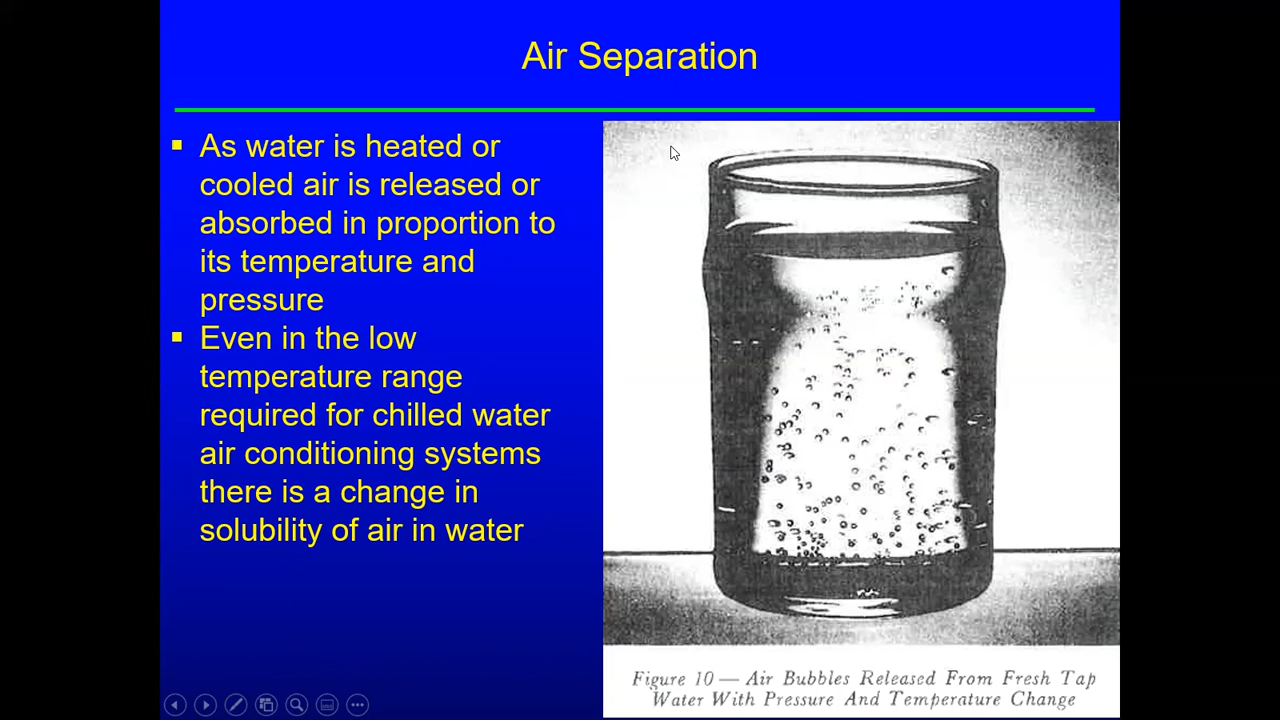 Air Separation
▪ As water is heated or
cooled air is released or
absorbed in proportion to
its temperature and
pressure
▪ Even in the low
temperature range
required for chilled water
air conditioning systems
there is a change in
solubility of air in water
Figure 10 — Air Bubbles Released From Fresh Tap
Water With Pressure And Temperature Change